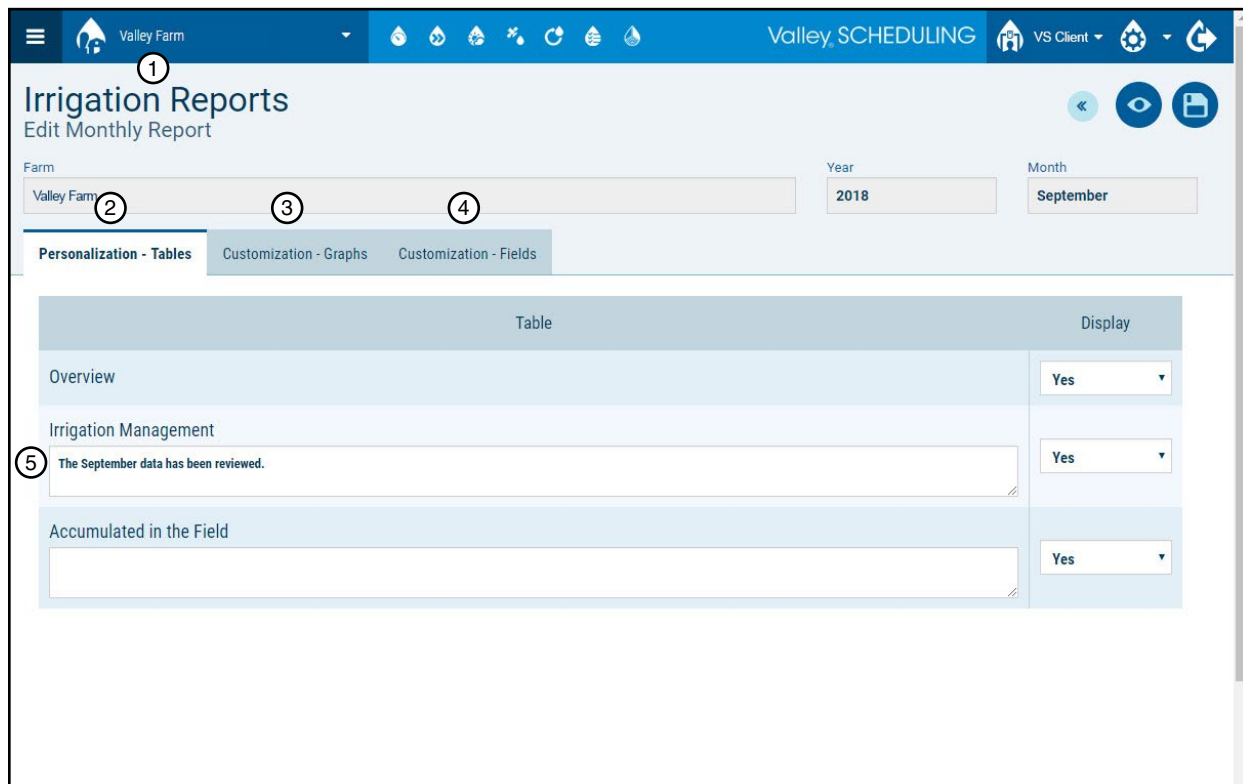 Valley Farm
Valley, SCHEDULING
VS Client
1
Irrigation Reports
Edit Monthly Report
Farm
Year
Month
Valley Farm
2018
September
2
3
4
Personalization - Tables
Customization - Graphs
Customization - Fields
Table
Display
Overview
Yes
Irrigation Management
5
The September data has been reviewed.
Yes
Accumulated in the Field
Yes